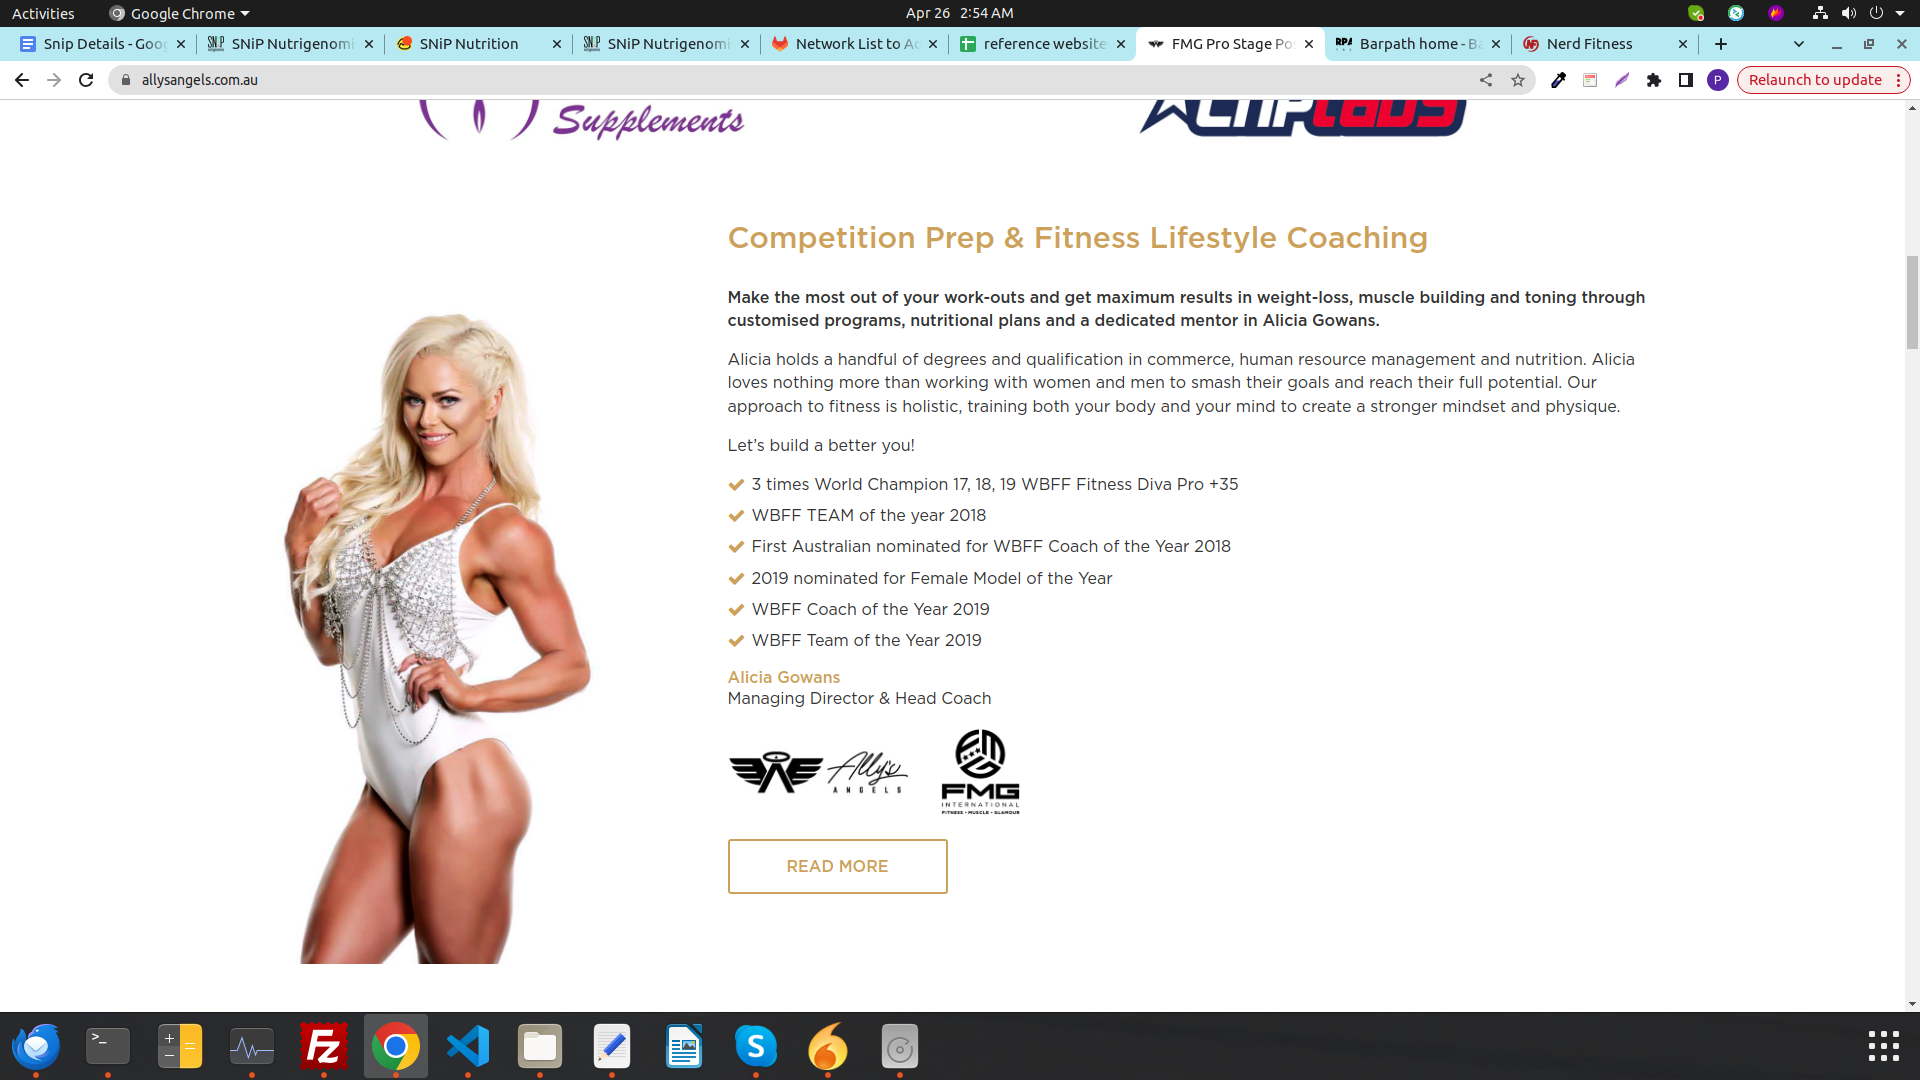 Activities
Google Chrome
Apr 26 2:54 AM
Snip Details - Goog
SNiP Nutrigenomi
SNiP Nutrition
SNiP Nutrigenomi
Network List to Ac
reference website
FMG Pro Stage Po
Barpath home - Ba
Nerd Fitness
allysangels.com.au
P
Relaunch to update
Supplements
Competition Prep & Fitness Lifestyle Coaching
Make the most out of your work-outs and get maximum results in weight-loss, muscle building and toning through
customised programs, nutritional plans and a dedicated mentor in Alicia Gowans.
Alicia holds a handful of degrees and qualification in commerce, human resource management and nutrition. Alicia
loves nothing more than working with women and men to smash their goals and reach their full potential. Our
approach to fitness is holistic, training both your body and your mind to create a stronger mindset and physique.
Let’s build a better you!
3 times World Champion 17, 18, 19 WBFF Fitness Diva Pro +35
WBFF TEAM of the year 2018
First Australian nominated for WBFF Coach of the Year 2018
2019 nominated for Female Model of the Year
WBFF Coach of the Year 2019
WBFF Team of the Year 2019
Alicia Gowans
Managing Director & Head Coach
Ally's
ANGELS
FMG
INTERNATIONAL
FITNESS • MUSCLE • GLAMOUR
READ MORE